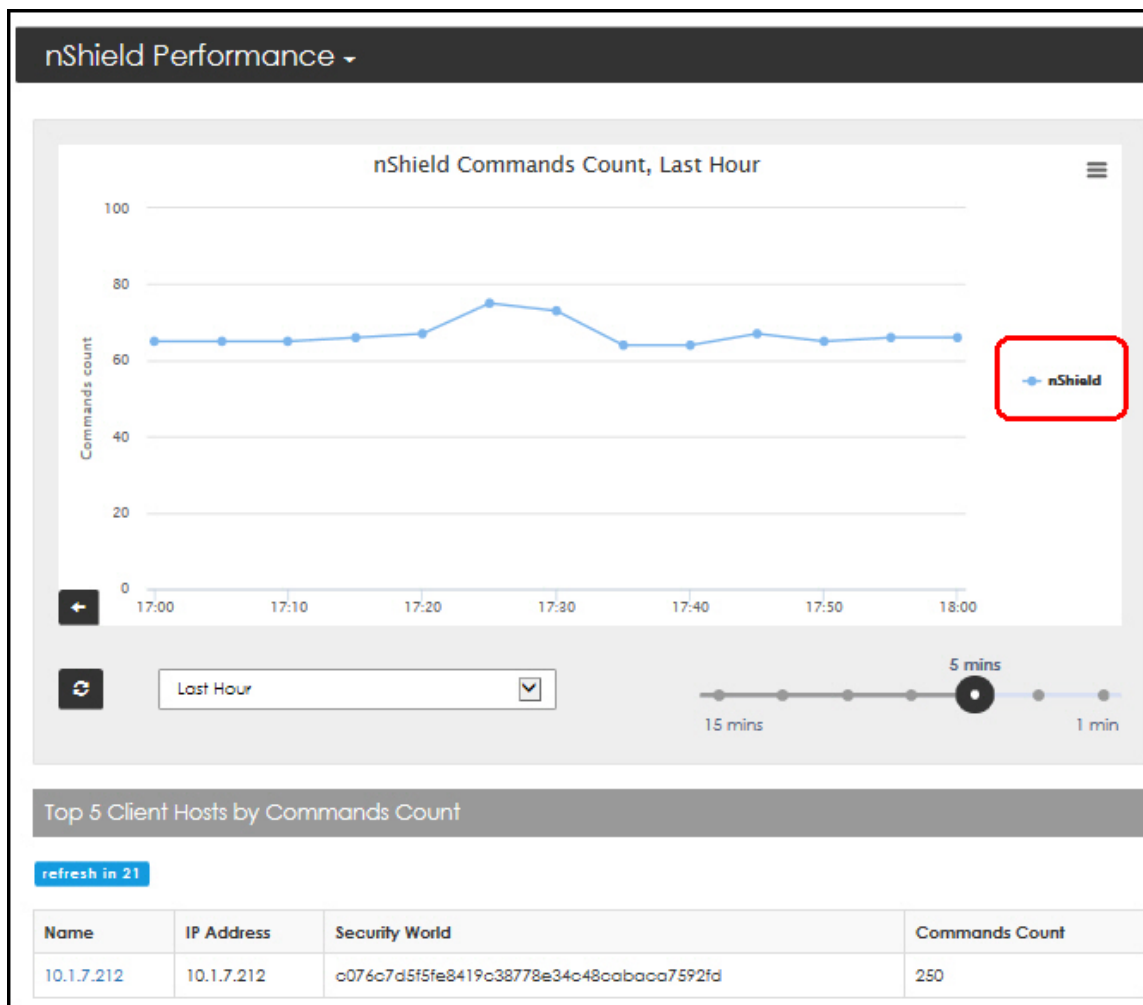 nShield Performance
nShield Commands Count, Last Hour
100
80
60
40
20
0
Commands count
nShield
17:00 17:10 17:20 17:30 17:40 17:50 18:00
Last Hour
5 mins
15 mins 1 min
Top 5 Client Hosts by Commands Count
refresh in 21
Name IP Address Security World Commands Count
10.1.7.212 10.1.7.212 c076c7d5f5fe8419c38778e34c48cabaca7592fd 250